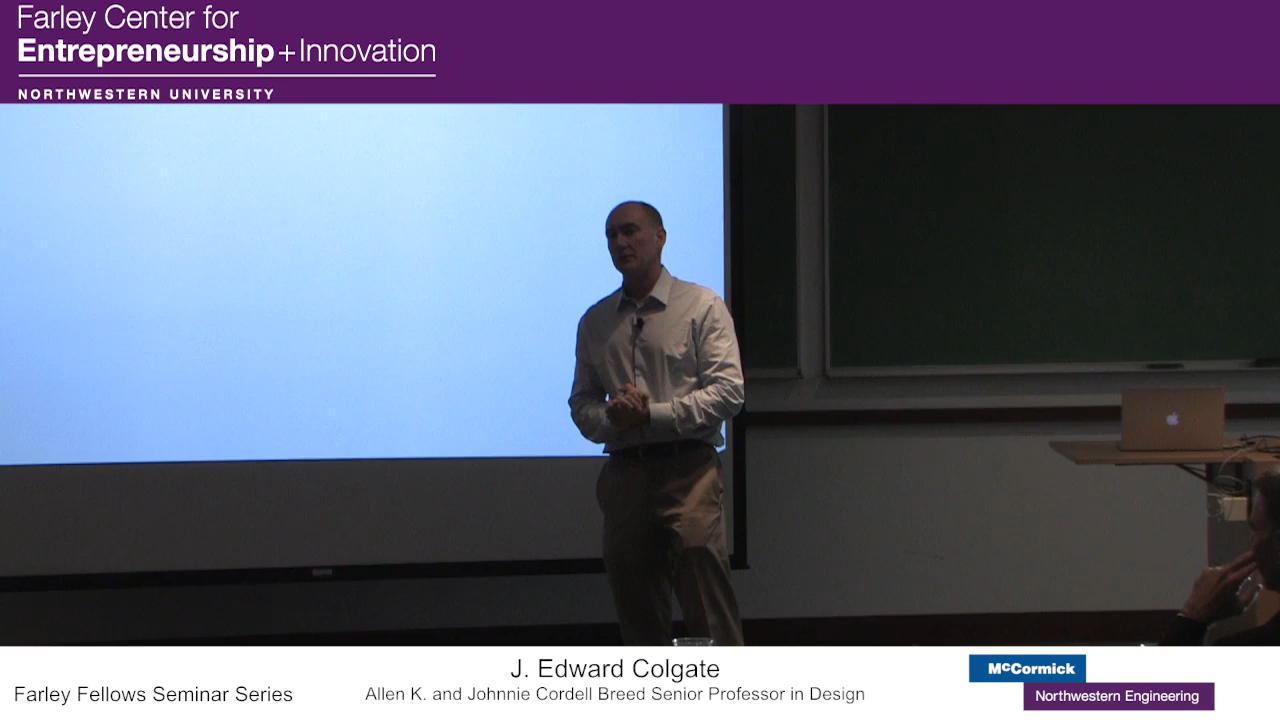 Farley Center for
Entrepreneurship+Innovation
NORTHWESTERN UNIVERSITY
J. Edward Colgate
Allen K. and Johnnie Cordell Breed Senior Professor in Design
Farley Fellows Seminar Series
McCormick
Northwestern Engineering